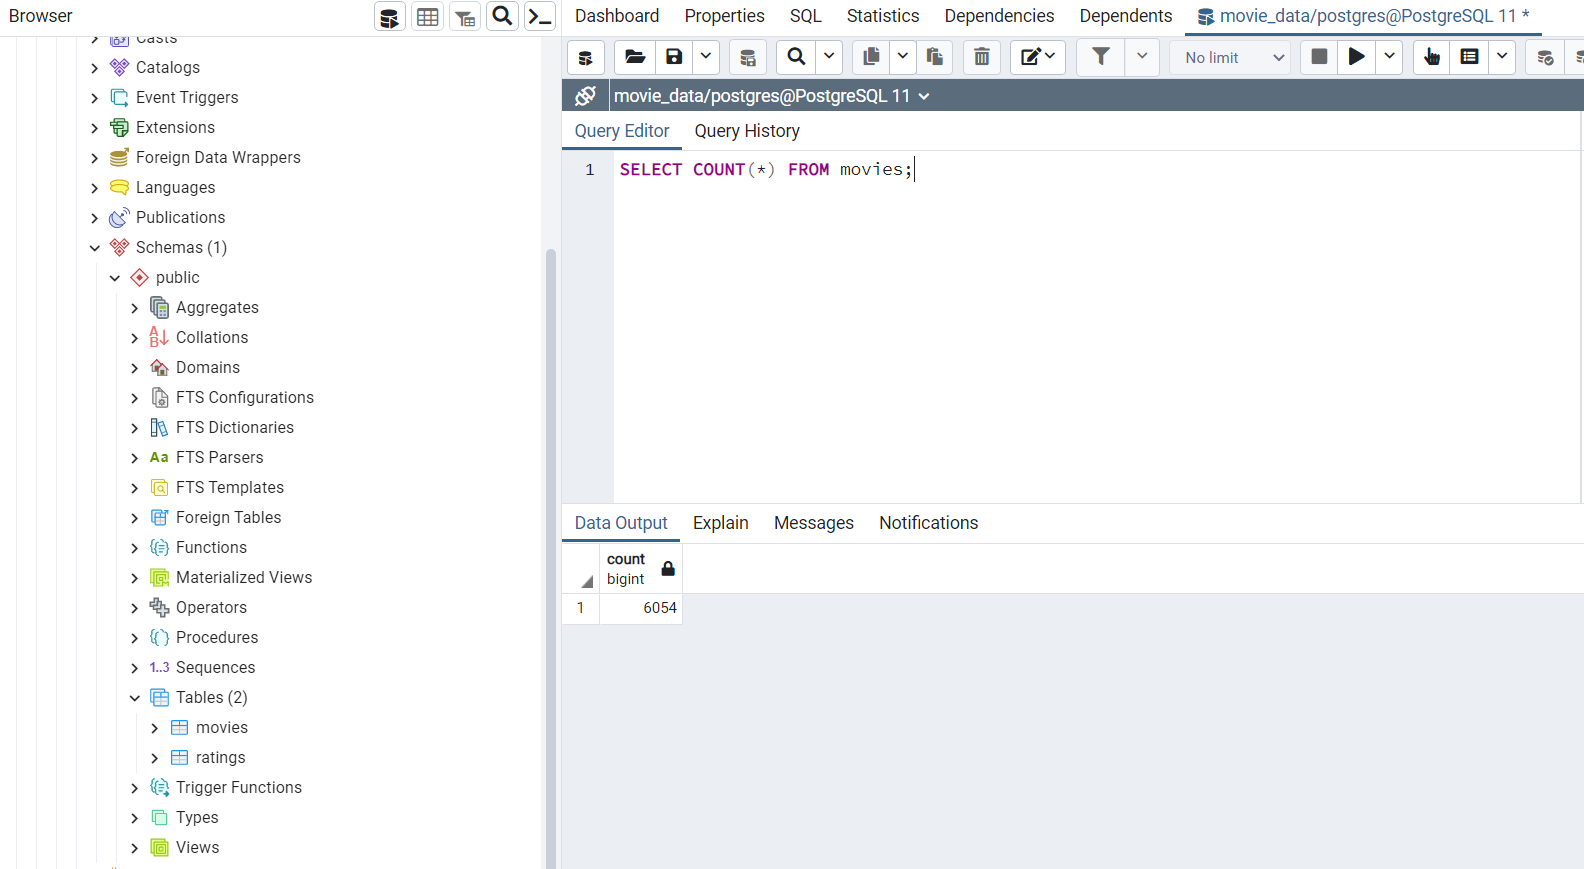 Browser
Casts
Catalogs
Event Triggers
Extensions
Foreign Data Wrappers
Languages
Publications
Schemas (1)
public
Aggregates
Collations
Domains
FTS Configurations
FTS Dictionaries
Aa FTS Parsers
FTS Templates
Foreign Tables
Functions
Materialized Views
Operators
Procedures
1..3 Sequences
Tables (2)
movies
ratings
Trigger Functions
Types
Views
Dashboard Properties SQL Statistics Dependencies Dependents movie_data/postgres@PostgreSQL 11 *
No limit
movie_data/postgres@PostgreSQL 11
Query Editor Query History
1 SELECT COUNT(*) FROM movies;
Data Output Explain Messages Notifications
count
bigint
1 6054